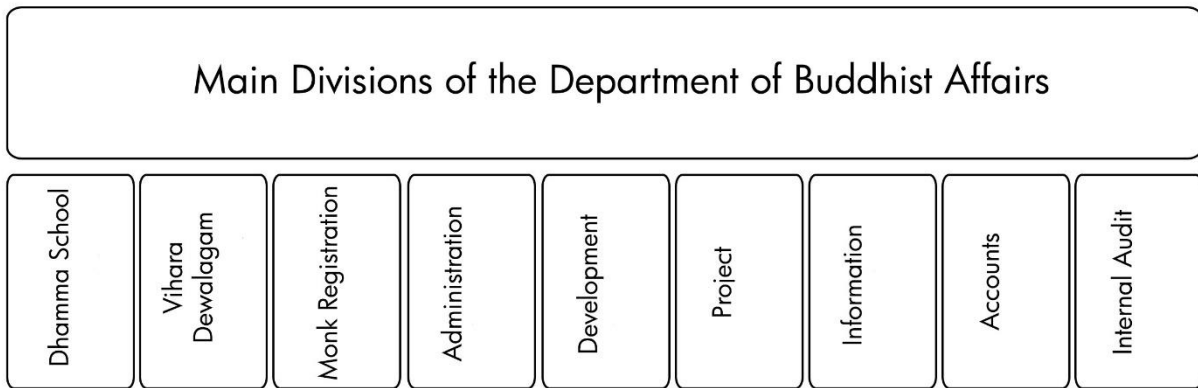 Main Divisions of the Department of Buddhist Affairs
Dhamma School
Vihara
Dewalagam
Monk Registration
Administration
Development
Project
Information
Accounts
Internal Audit